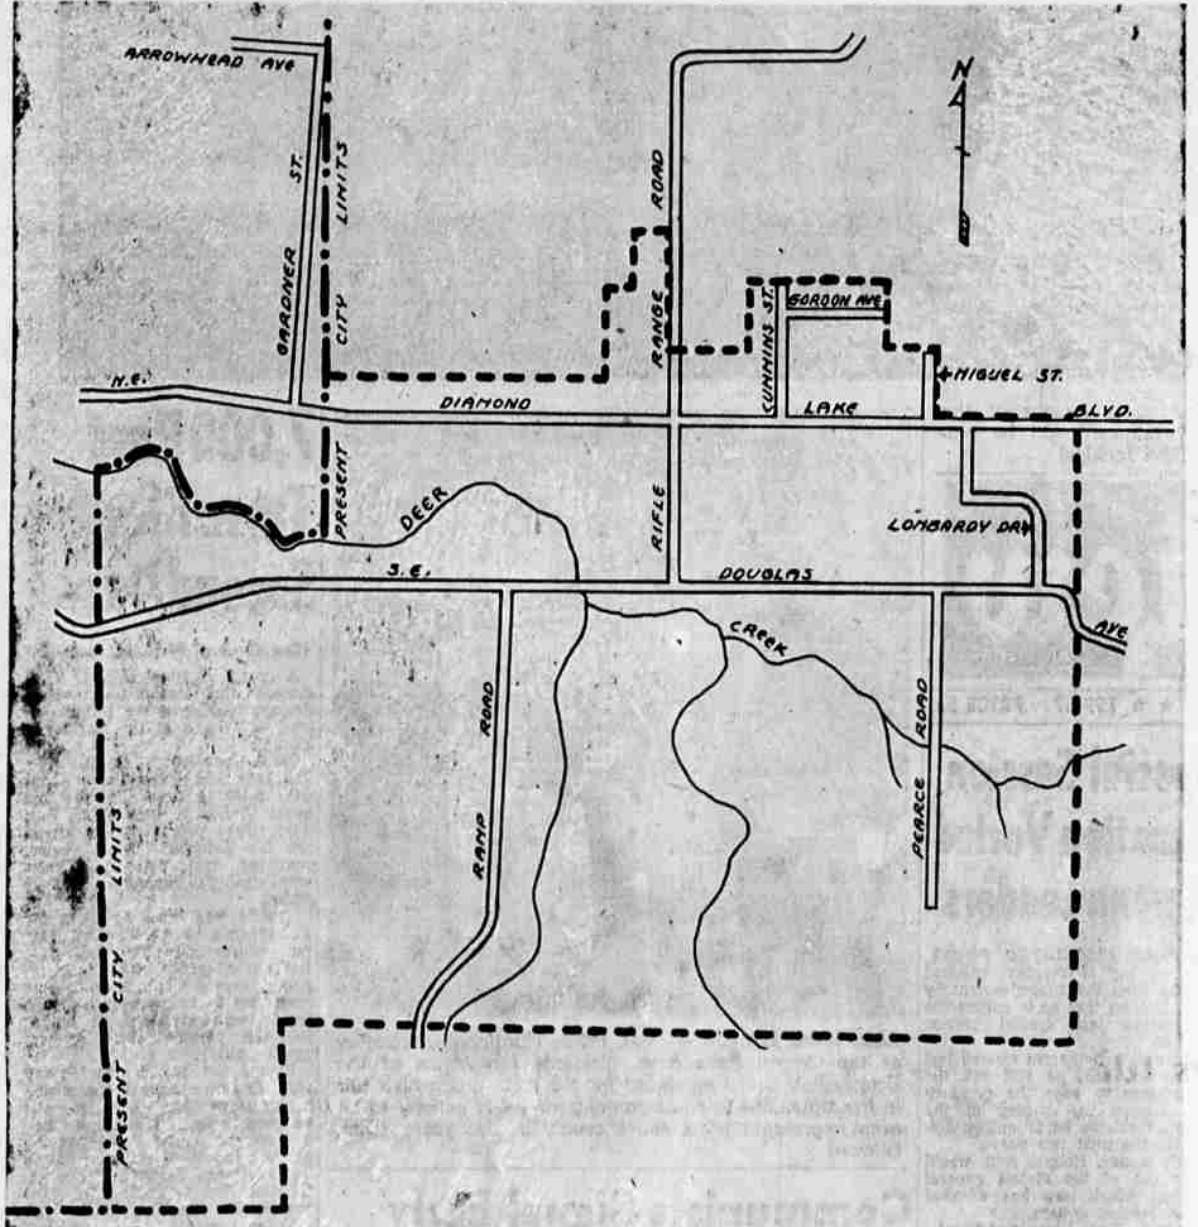 ARROWHEAD AVE
N
GARDNER ST.
PRESENT CITY LIMITS
RIFLE RANGE ROAD
CUMMINS ST.
GORDON AVE
MIGUEL ST.
N.E. DIAMOND LAKE BLVD.
DEER CREEK
LOMBARDY DR.
S.E. DOUGLAS AVE
RAMP ROAD
PEARCE ROAD
PRESENT CITY LIMITS